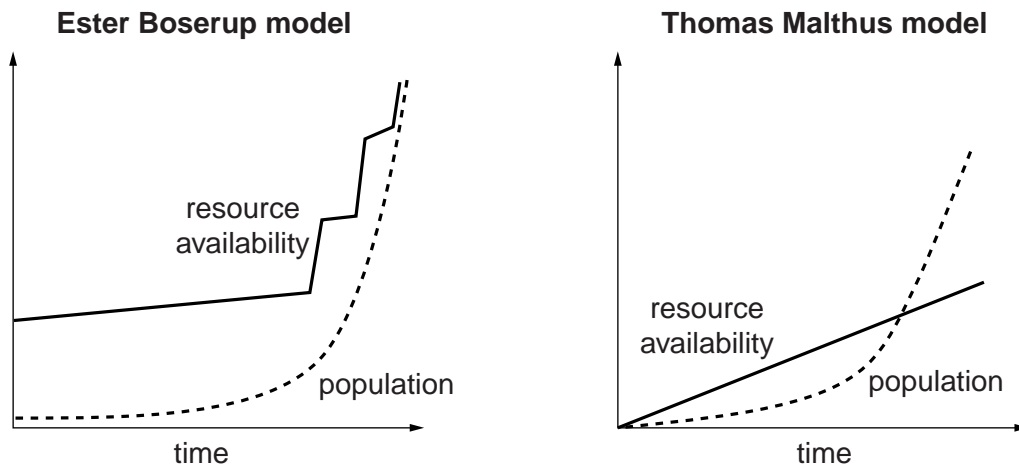 Ester Boserup model
resource
availability
population
time
Thomas Malthus model
resource
availability
population
time